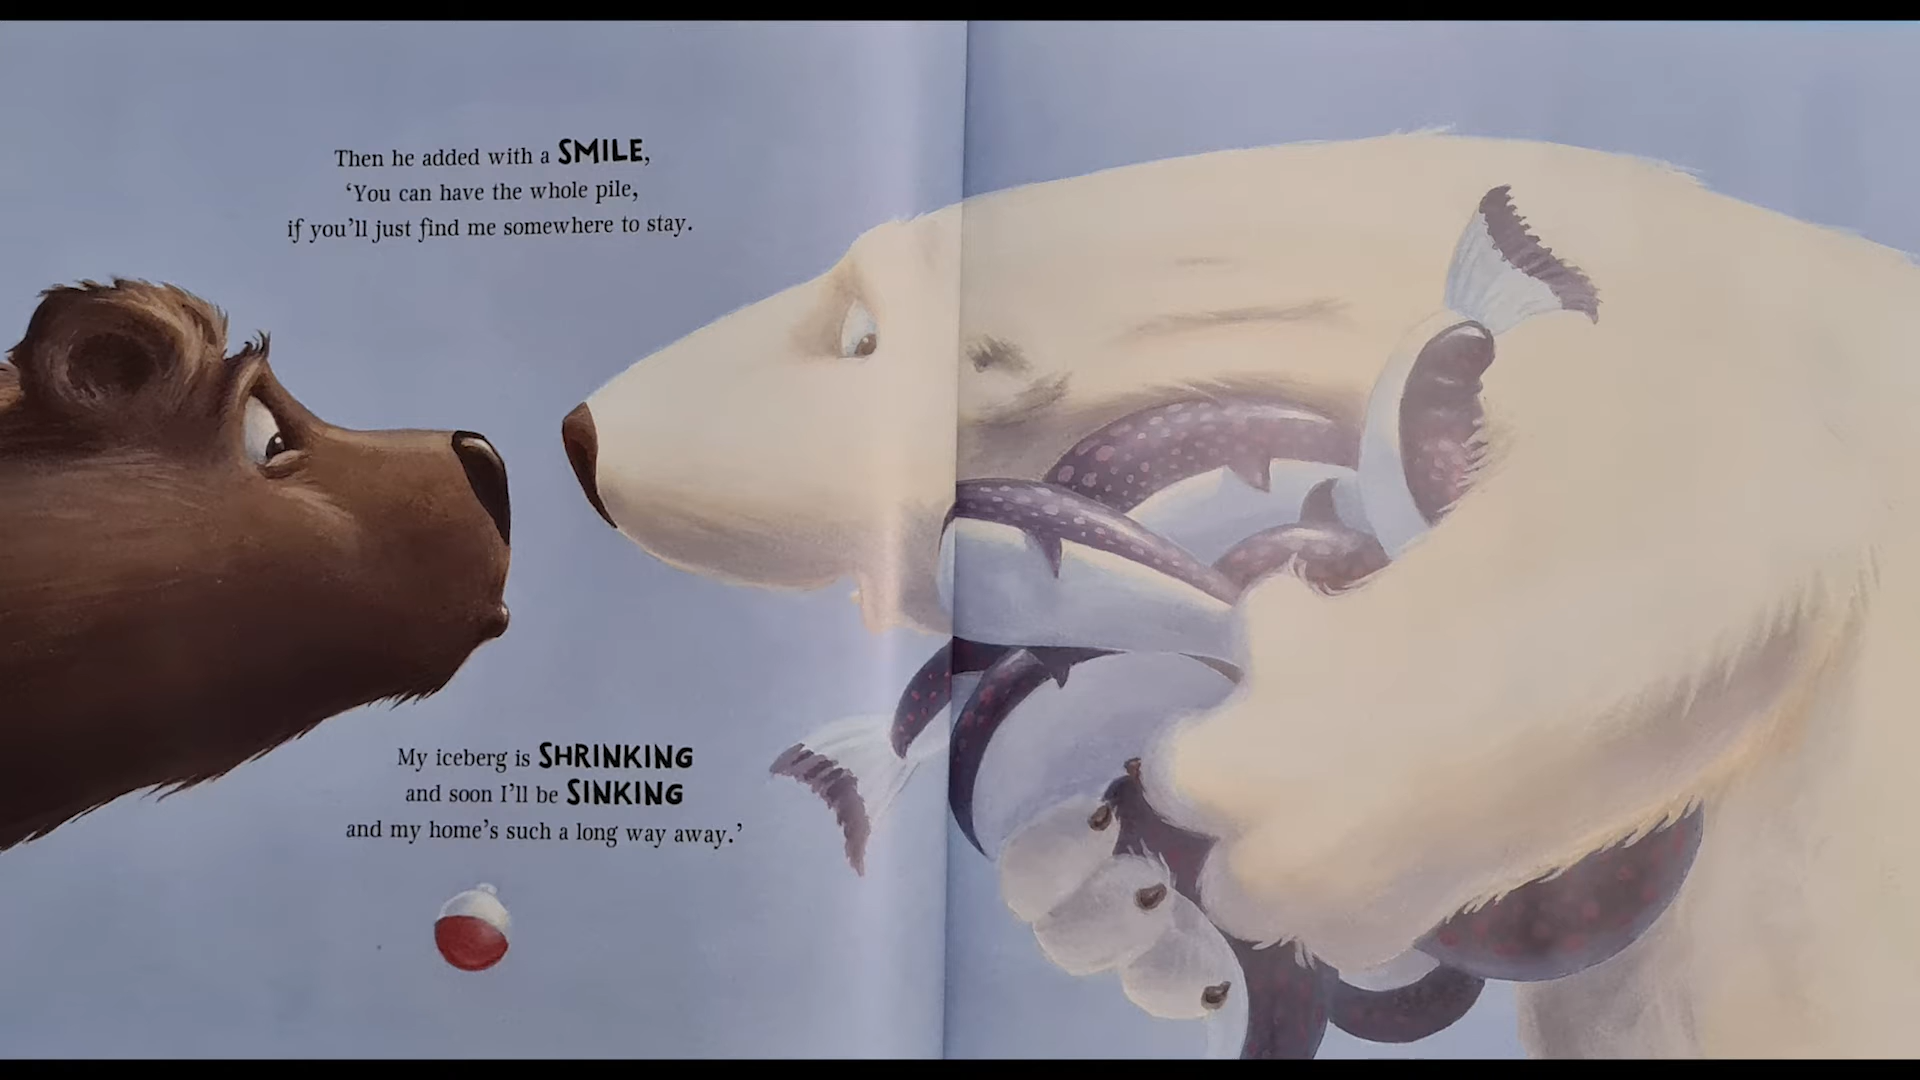 Then he added with a SMILE,
‘You can have the whole pile,
if you’ll just find me somewhere to stay.
My iceberg is SHRINKING
and soon I’ll be SINKING
and my home’s such a long way away.’